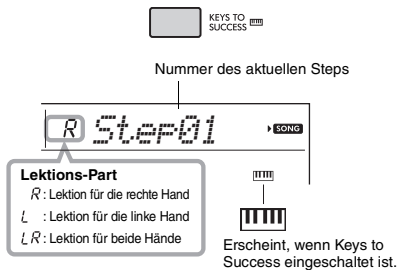 KEYS TO
SUCCESS
Nummer des aktuellen Steps
R Step01 SONG
Lektions-Part
R : Lektion für die rechte Hand
L : Lektion für die linke Hand
LR : Lektion für beide Hände
Erscheint, wenn Keys to
Success eingeschaltet ist.